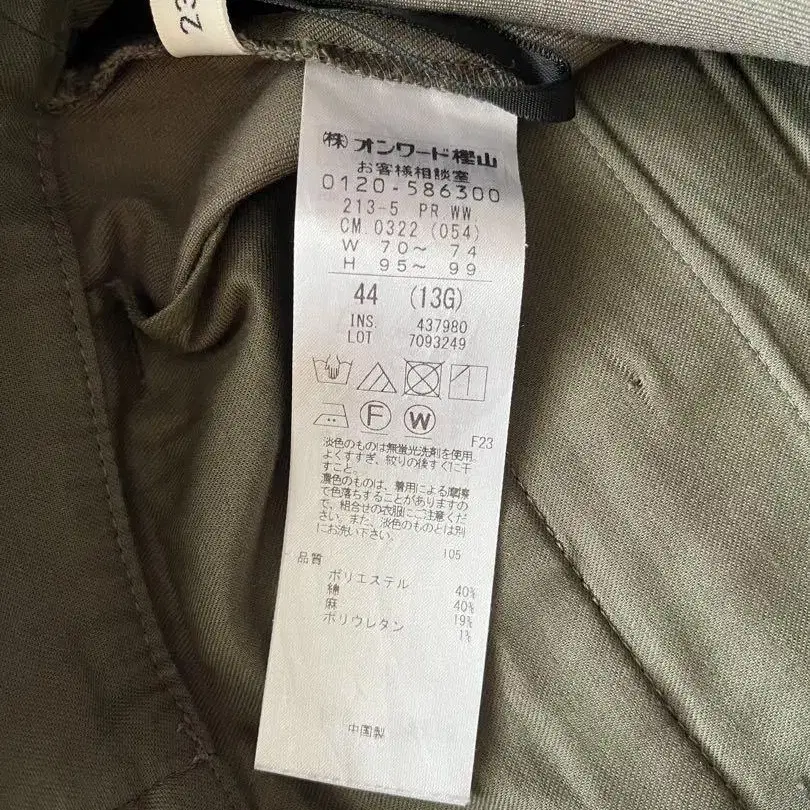 23
㈱オンワード樫山
お客様相談室
0120-586300
213-5 PR WW.
CM.0322 (054)
W 70~ 74
H 95~ 99
44 (13G)
INS. 437980
LOT 7093249
F W
F23
淡色のものは無蛍光洗剤を使用。
よくすすぎ、絞りの後すぐに干
すこと。
濃色のものは、着用による摩擦
で色落ちすることがありますの
で、組合せの衣服にご注意くだ
さい。また、淡色のものとは別
にお洗い下さい。
105
品質
ポリエステル 40%
綿 40%
麻 19%
ポリウレタン 1%
中国製